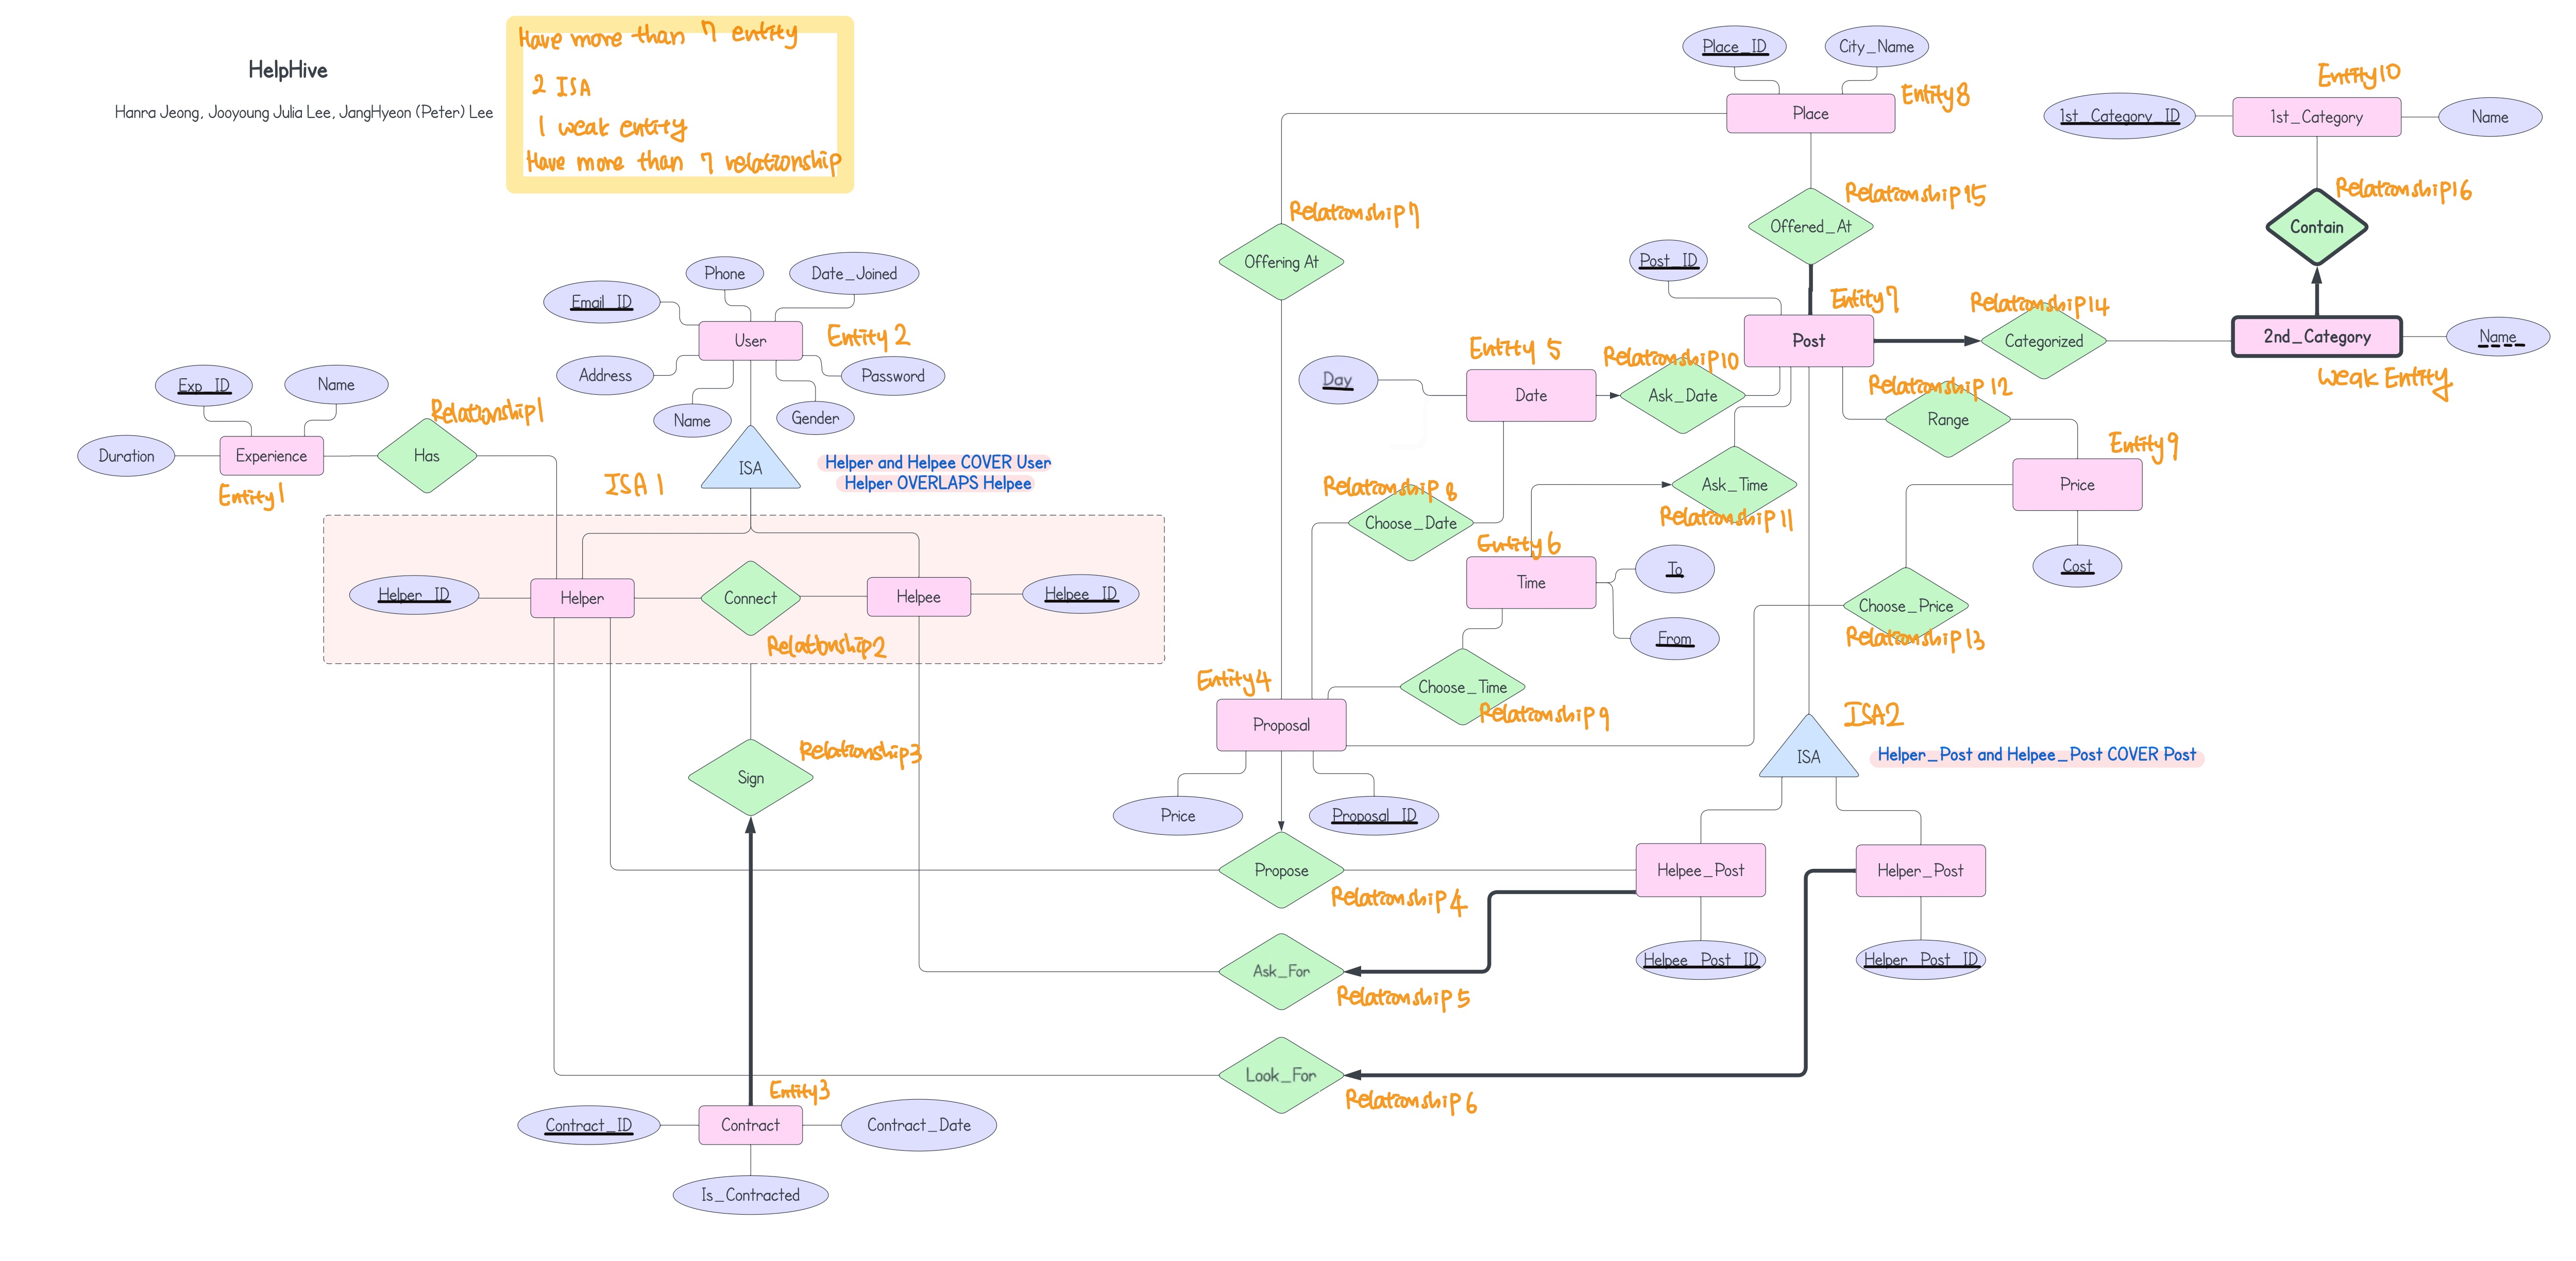 HelpHive
Hanra Jeong, Jooyoung Julia Lee, JangHyeon (Peter) Lee
Have more than 7 entity
2 ISA
1 weak entity
Have more than 7 relationship
Place_ID
City_Name
Place
Entity8
Entity10
1st_Category_ID
1st_Category
Name
Relationship7
Offering At
Relationship15
Offered_At
Relationship16
Contain
Post_ID
Entity7
Post
Relationship14
Categorized
2nd_Category
Name
Weak Entity
Phone
Date_Joined
Email_ID
User
Entity 2
Address
Password
Name
Gender
Exp_ID
Name
Relationship1
Duration
Experience
Has
Entity1
ISA
ISA 1
Helper and Helpee COVER User
Helper OVERLAPS Helpee
Entity 5
Day
Date
Relationship10
Ask_Date
Relationship 12
Range
Entity9
Price
Cost
Relationship 8
Choose_Date
Ask_Time
Relationship 11
Entity6
Time
To
From
Choose_Price
Relationship13
Helper_ID
Helper
Connect
Helpee
Helpee_ID
Relationship2
Entity4
Proposal
Choose_Time
Relationship9
Price
Proposal_ID
ISA2
ISA
Helper_Post and Helpee_Post COVER Post
Sign
Relationship3
Propose
Relationship4
Helpee_Post
Helper_Post
Helpee_Post_ID
Helper_Post_ID
Ask_For
Relationship5
Look_For
Relationship6
Entity3
Contract_ID
Contract
Contract_Date
Is_Contracted